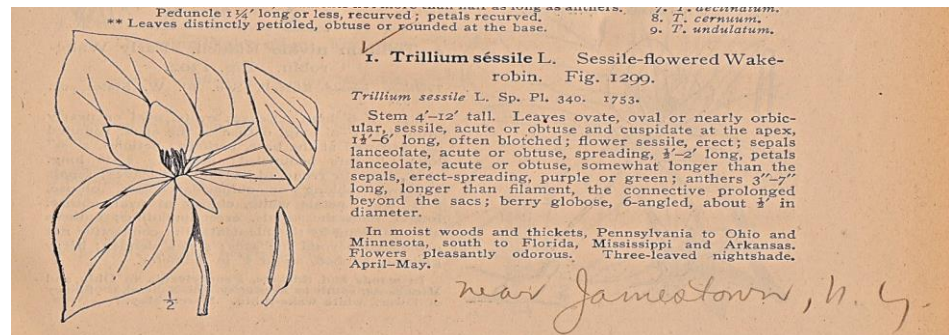 Peduncle 1¼′ long or less, recurved; petals recurved.
** Leaves distinctly petioled, obtuse or rounded at the base.
8. T. cernuum.
9. T. undulatum.
1. Trillium séssile L. Sessile-flowered Wake-
robin. Fig. 1299.
Trillium sessile L. Sp. Pl. 340. 1753.
Stem 4′–12′ tall. Leaves ovate, oval or nearly orbic-
ular, sessile, acute or obtuse and cuspidate at the apex,
1½′–6′ long, often blotched; flower sessile, erect; sepals
lanceolate, acute or obtuse, spreading, ½′–2′ long, petals
lanceolate, acute or obtuse, somewhat longer than the
sepals, erect-spreading, purple or green; anthers 3″–7″
long, longer than filament, the connective prolonged
beyond the sacs; berry globose, 6-angled, about ½′ in
diameter.
In moist woods and thickets, Pennsylvania to Ohio and
Minnesota, south to Florida, Mississippi and Arkansas.
Flowers pleasantly odorous. Three-leaved nightshade.
April–May.
½
near Jamestown, N. Y.